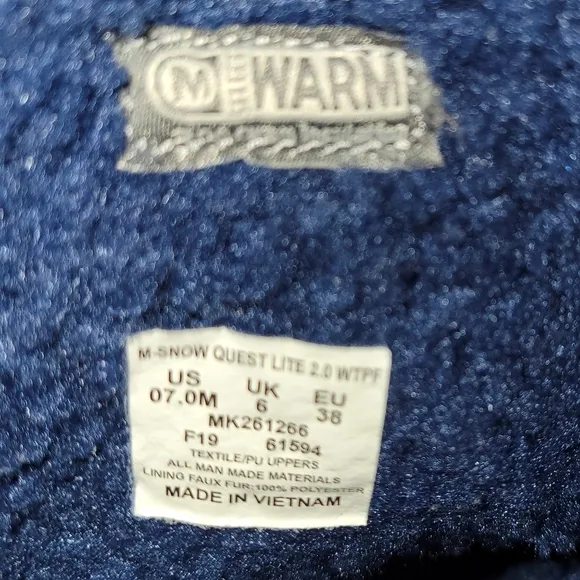 M
WARM
M-SNOW QUEST LITE 2.0 WTPF
US UK EU
07.0M 6 38
MK261266
F19 61594
TEXTILE/PU UPPERS
ALL MAN MADE MATERIALS
LINING FAUX FUR:100% POLYESTER
MADE IN VIETNAM